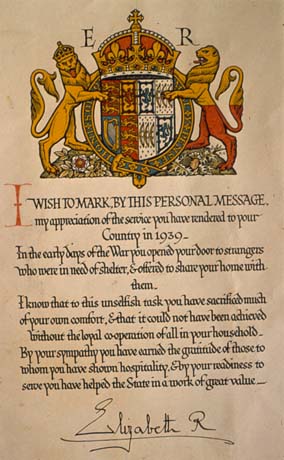 E R
I WISH TO MARK, BY THIS PERSONAL MESSAGE,
my appreciation of the service you have rendered to your
Country in 1939.
In the early days of the War you opened your door to strangers
who were in need of shelter, & offered to share your home with
them.
I know that to this unselfish task you have sacrificed much
of your own comfort, & that it could not have been achieved
without the loyal co-operation of all in your household.
By your sympathy you have earned the gratitude of those to
whom you have shown hospitality, & by your readiness to
serve you have helped the State in a work of great value
Elizabeth R